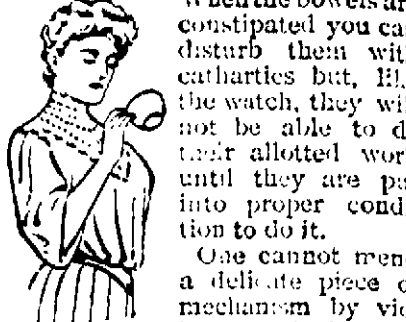 When the bowels are
constipated you can
disturb them with
cathartics but, like
the watch, they will
not be able to do
their allotted work
until they are put
into proper condi-
tion to do it.
One cannot mend
a delicate piece of
mechanism by vio-